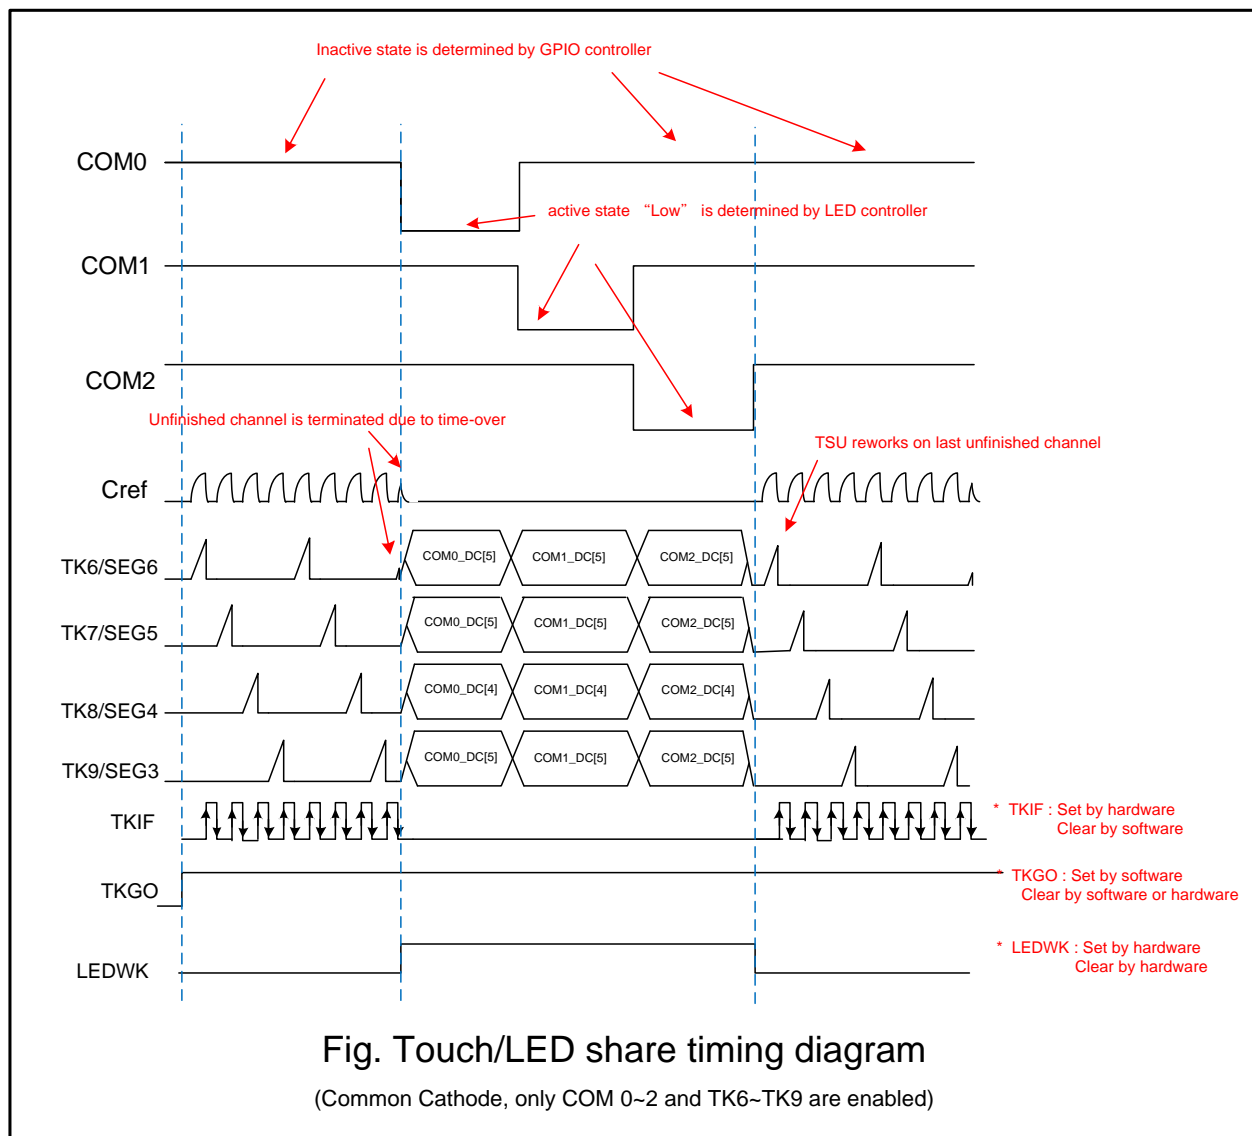 Inactive state is determined by GPIO controller
COM0
active state “Low” is determined by LED controller
COM1
COM2
Unfinished channel is terminated due to time-over
TSU reworks on last unfinished channel
Cref
TK6/SEG6
COM0_DC[5]
COM1_DC[5]
COM2_DC[5]
TK7/SEG5
COM0_DC[5]
COM1_DC[5]
COM2_DC[5]
TK8/SEG4
COM0_DC[4]
COM1_DC[4]
COM2_DC[4]
TK9/SEG3
COM0_DC[5]
COM1_DC[5]
COM2_DC[5]
TKIF
* TKIF : Set by hardware
Clear by software
TKGO
* TKGO : Set by software
Clear by software or hardware
LEDWK
* LEDWK : Set by hardware
Clear by hardware
Fig. Touch/LED share timing diagram
(Common Cathode, only COM 0~2 and TK6~TK9 are enabled)